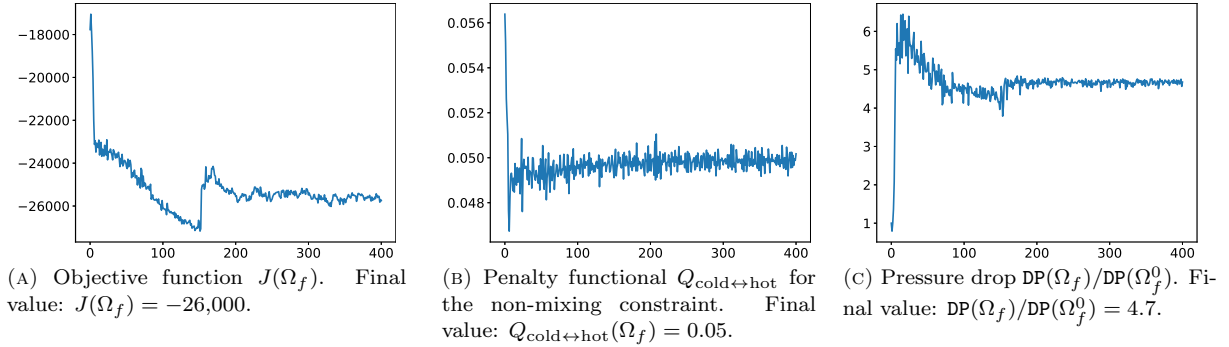 −18000
−20000
−22000
−24000
−26000
0 100 200 300 400
0.056
0.054
0.052
0.050
0.048
0 100 200 300 400
6
5
4
3
2
1
0 100 200 300 400
(A) Objective function J(Ω_f). Final
value: J(Ω_f) = −26,000.
(B) Penalty functional Q_cold↔hot for
the non-mixing constraint. Final
value: Q_cold↔hot(Ω_f) = 0.05.
(C) Pressure drop DP(Ω_f)/DP(Ω_f^0). Fi-
nal value: DP(Ω_f)/DP(Ω_f^0) = 4.7.